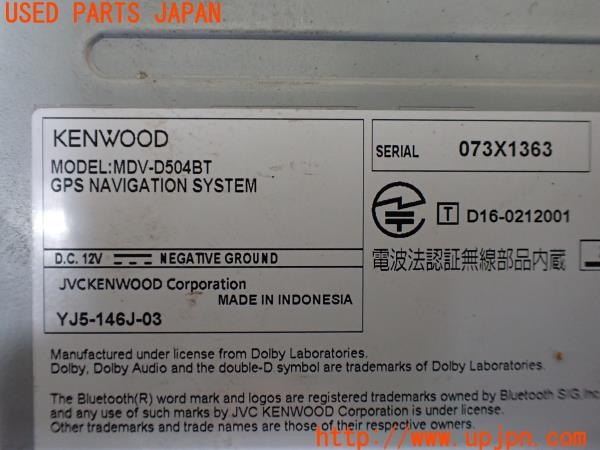 USED PARTS JAPAN
KENWOOD
MODEL:MDV-D504BT
GPS NAVIGATION SYSTEM
D.C. 12V NEGATIVE GROUND
JVCKENWOOD Corporation
MADE IN INDONESIA
YJ5-146J-03
SERIAL 073X1363
T D16-0212001
電波法認証無線部品内蔵
Manufactured under license from Dolby Laboratories.
Dolby, Dolby Audio and the double-D symbol are trademarks of Dolby Laboratories.
The Bluetooth(R) word mark and logos are registered trademarks owned by Bluetooth SIG,Inc
and any use of such marks by JVC KENWOOD Corporation is under license.
Other trademarks and trade names are those of their respective owners.
http://www.upjpn.com/